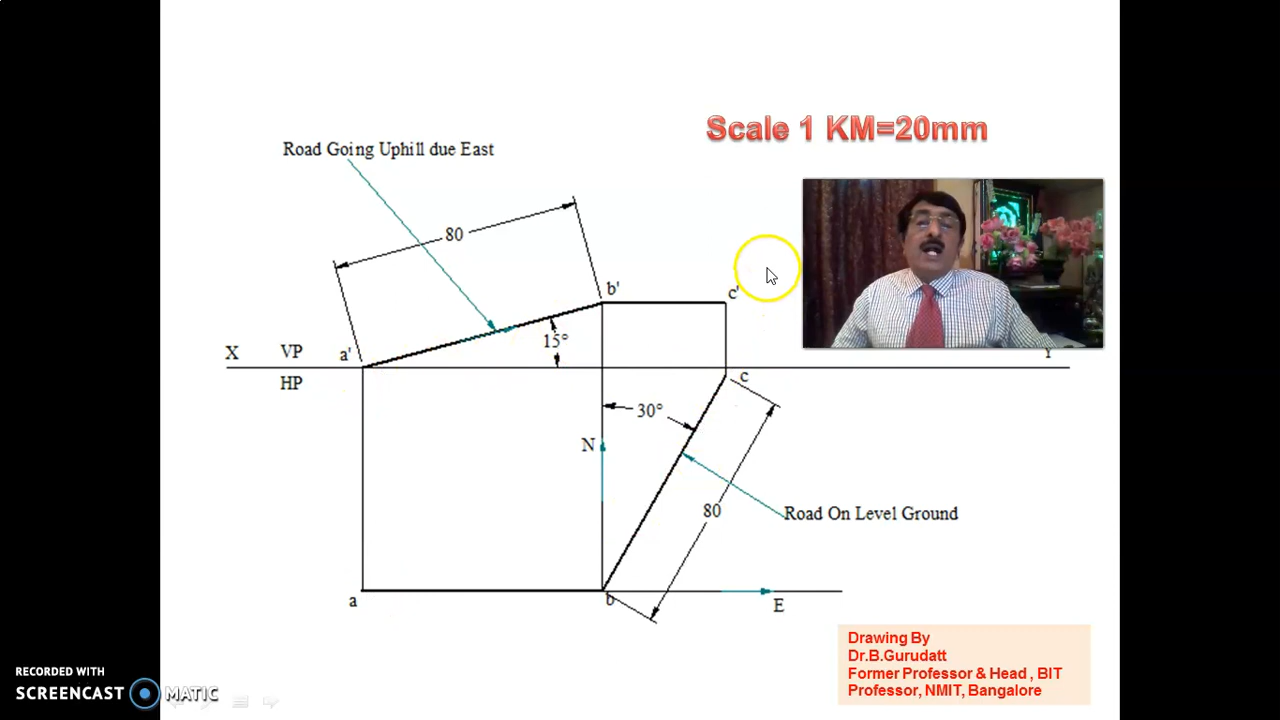 Scale 1 KM=20mm
Road Going Uphill due East
80
b'
c'
15°
X
VP
a'
Y
HP
c
30°
N
80
Road On Level Ground
a
b
E
Drawing By
Dr.B.Gurudatt
Former Professor & Head , BIT
Professor, NMIT, Bangalore
RECORDED WITH
SCREENCAST MATIC